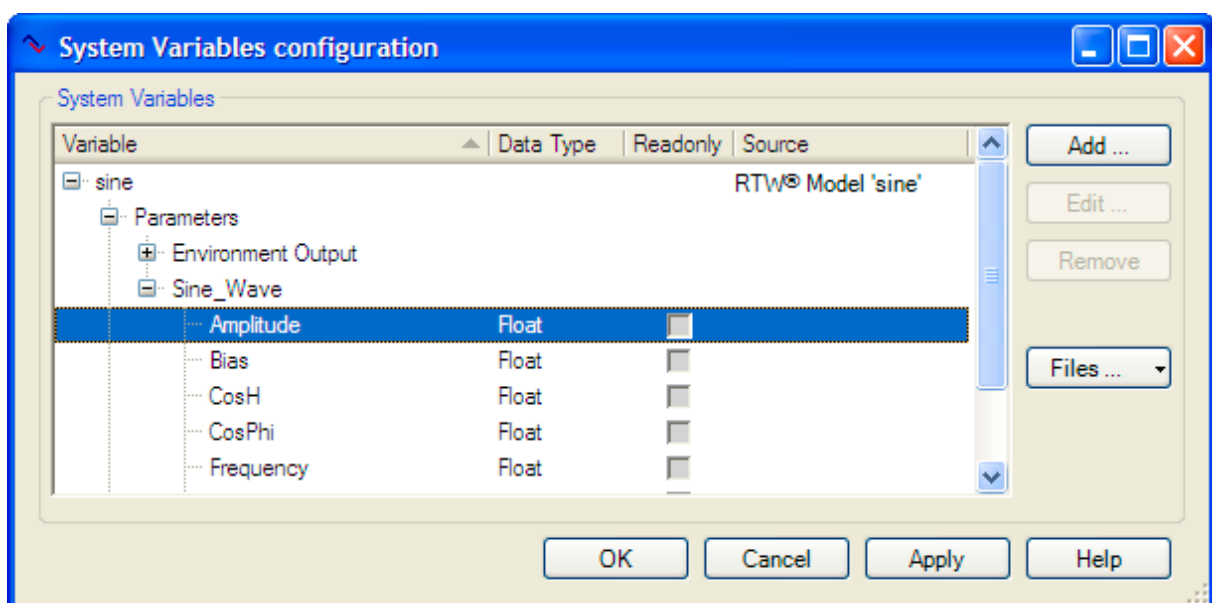 System Variables configuration
System Variables
Variable Data Type Readonly Source
Add ...
sine RTW® Model 'sine'
Edit ...
Parameters
Environment Output
Remove
Sine_Wave
Amplitude Float
Bias Float
Files ...
CosH Float
CosPhi Float
Frequency Float
OK Cancel Apply Help